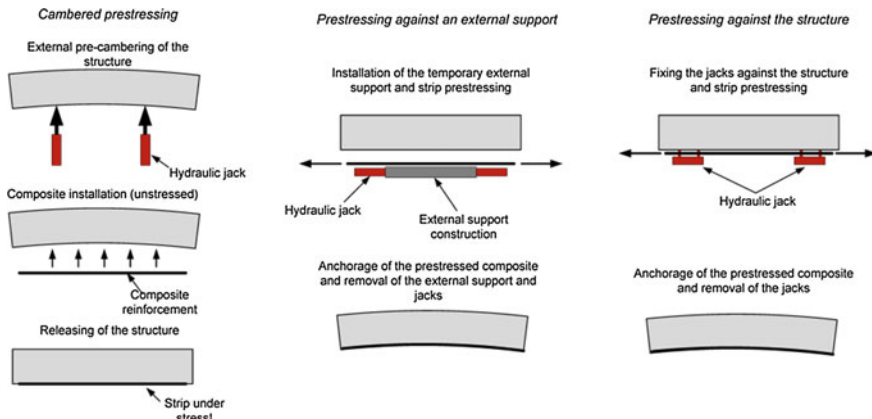 Cambered prestressing
External pre-cambering of the
structure
Hydraulic jack
Composite installation (unstressed)
Composite
reinforcement
Releasing of the structure
Strip under
stress!
Prestressing against an external support
Installation of the temporary external
support and strip prestressing
Hydraulic jack
External support
construction
Anchorage of the prestressed composite
and removal of the external support and
jacks
Prestressing against the structure
Fixing the jacks against the structure
and strip prestressing
Hydraulic jack
Anchorage of the prestressed composite
and removal of the jacks